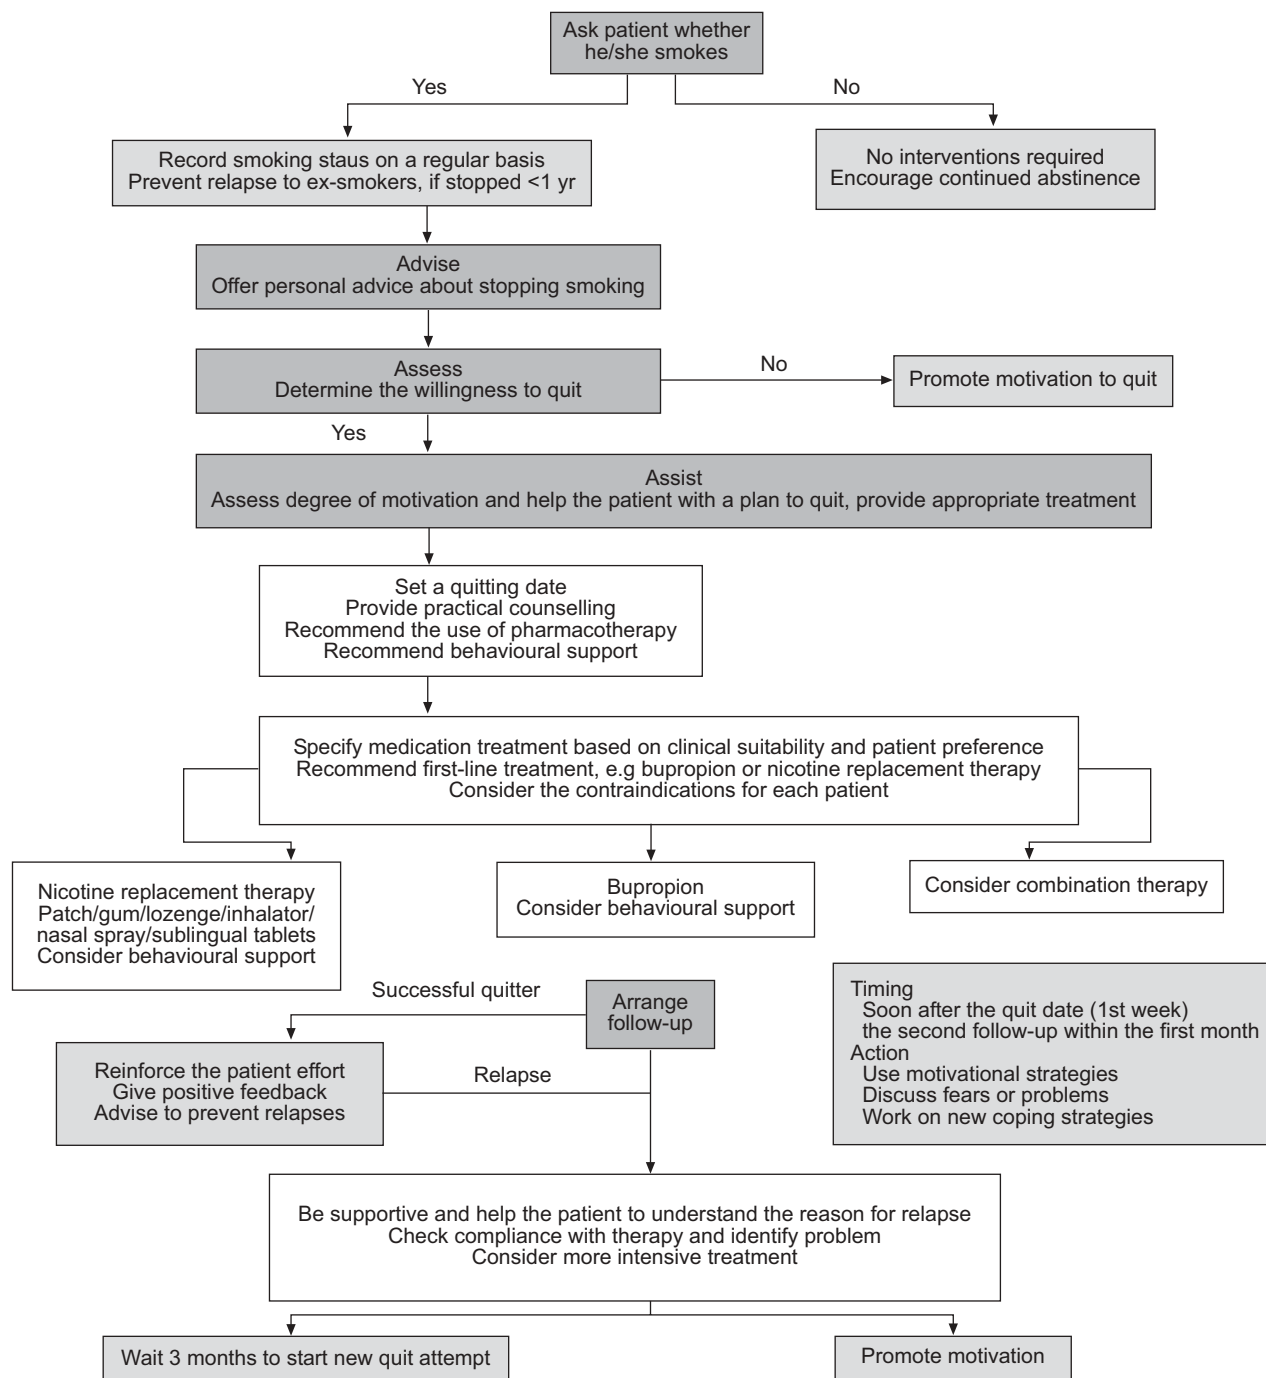 Ask patient whether
he/she smokes
Yes
No
Record smoking staus on a regular basis
Prevent relapse to ex-smokers, if stopped <1 yr
No interventions required
Encourage continued abstinence
Advise
Offer personal advice about stopping smoking
Assess
Determine the willingness to quit
No
Promote motivation to quit
Yes
Assist
Assess degree of motivation and help the patient with a plan to quit, provide appropriate treatment
Set a quitting date
Provide practical counselling
Recommend the use of pharmacotherapy
Recommend behavioural support
Specify medication treatment based on clinical suitability and patient preference
Recommend first-line treatment, e.g bupropion or nicotine replacement therapy
Consider the contraindications for each patient
Nicotine replacement therapy
Patch/gum/lozenge/inhalator/
nasal spray/sublingual tablets
Consider behavioural support
Bupropion
Consider behavioural support
Consider combination therapy
Successful quitter
Arrange
follow-up
Timing
Soon after the quit date (1st week)
the second follow-up within the first month
Action
Use motivational strategies
Discuss fears or problems
Work on new coping strategies
Reinforce the patient effort
Give positive feedback
Advise to prevent relapses
Relapse
Be supportive and help the patient to understand the reason for relapse
Check compliance with therapy and identify problem
Consider more intensive treatment
Wait 3 months to start new quit attempt
Promote motivation